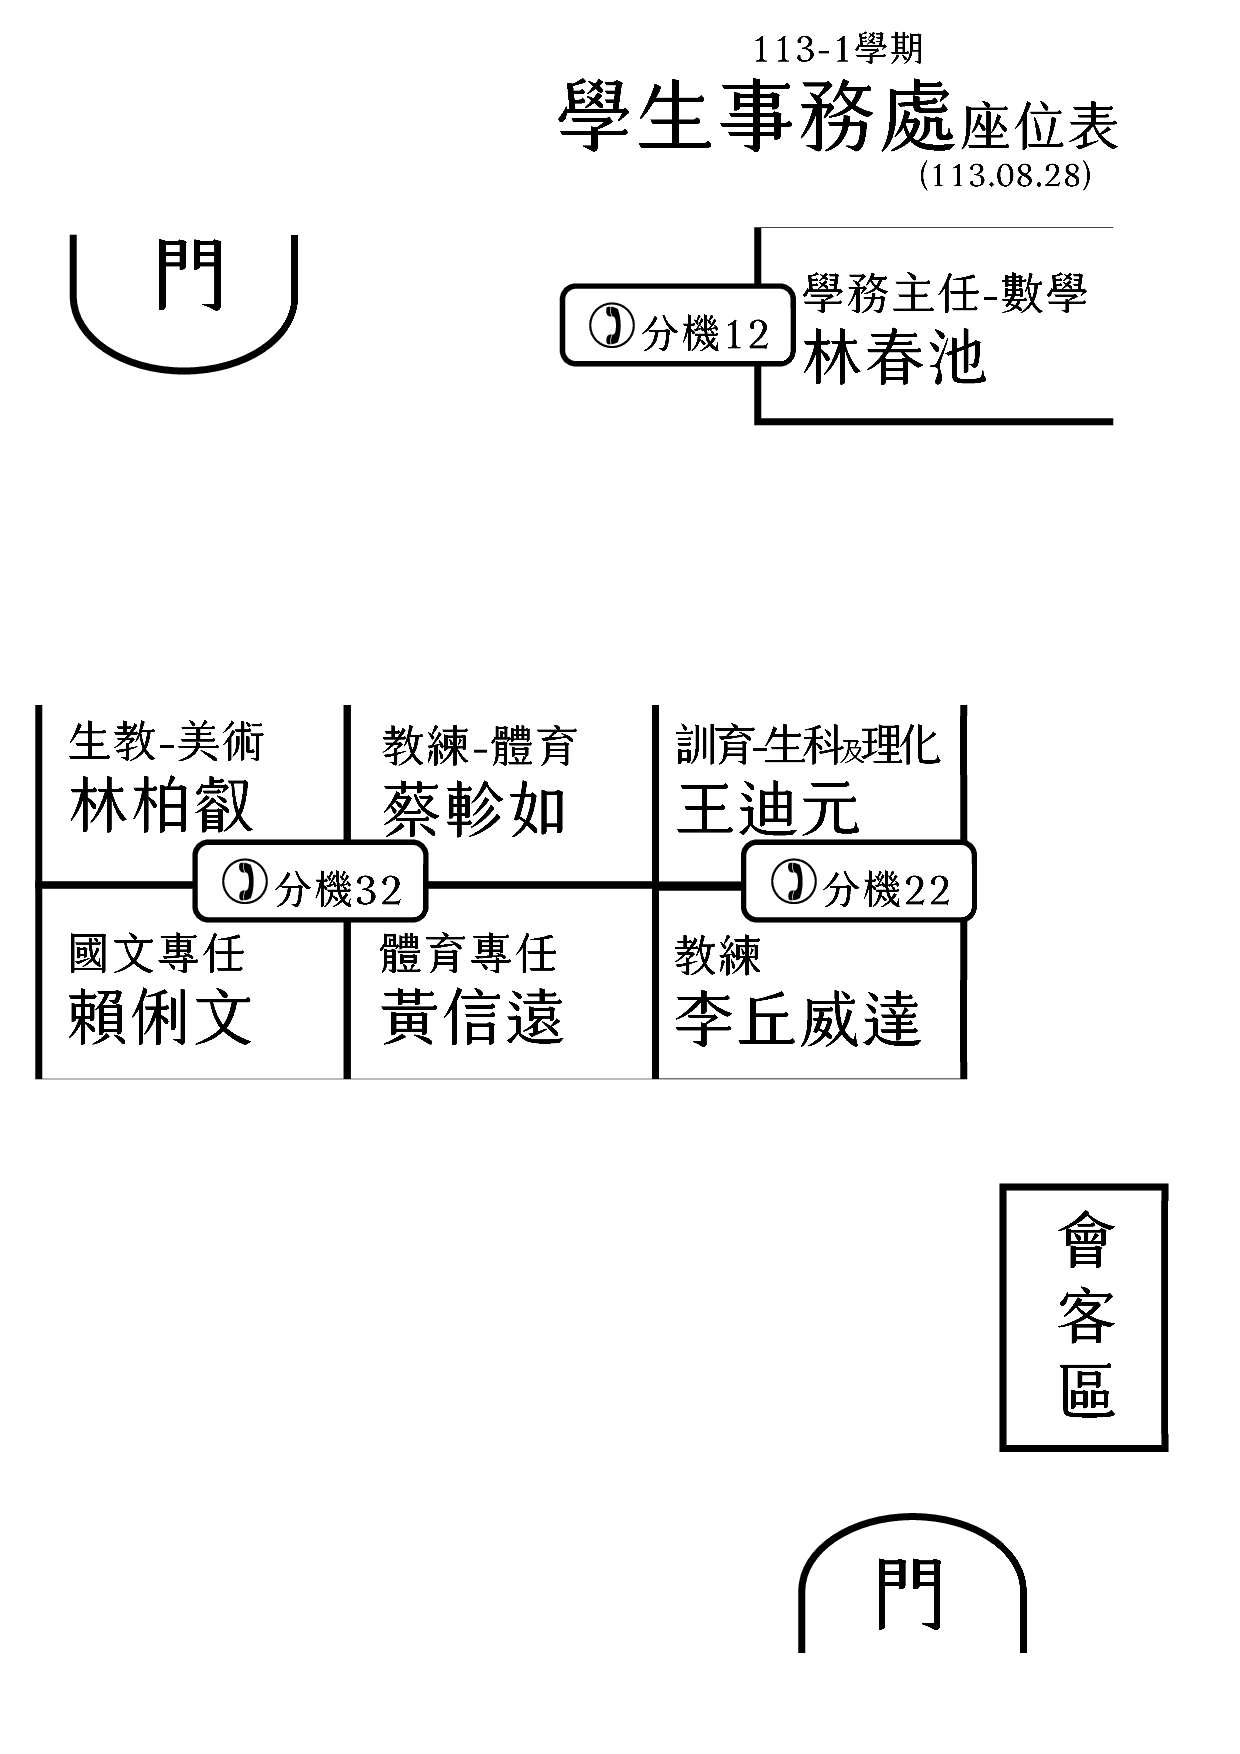 113-1學期
學生事務處座位表
(113.08.28)
門
學務主任-數學
分機12
林春池
生教-美術
林柏叡
教練-體育
蔡軫如
訓育-生科及理化
王迪元
分機32
分機22
國文專任
賴俐文
體育專任
黃信遠
教練
李丘威達
會
客
區
門